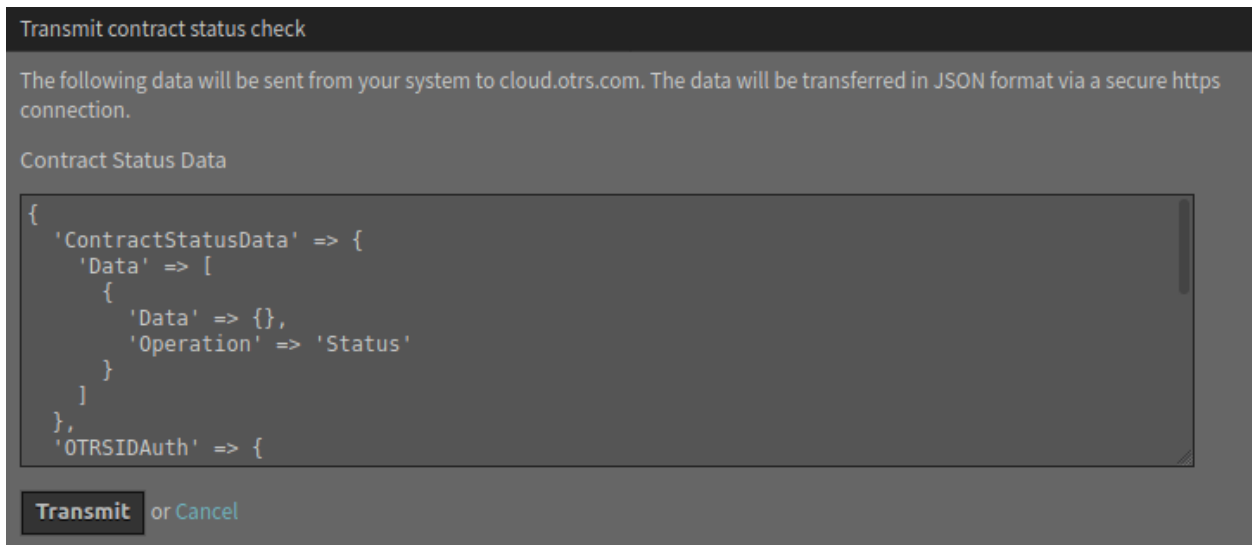 Transmit contract status check
The following data will be sent from your system to cloud.otrs.com. The data will be transferred in JSON format via a secure https
connection.
Contract Status Data
{
  'ContractStatusData' => {
    'Data' => [
      {
        'Data' => {},
        'Operation' => 'Status'
      }
    ]
  },
  'OTRSIDAuth' => {
Transmit or Cancel